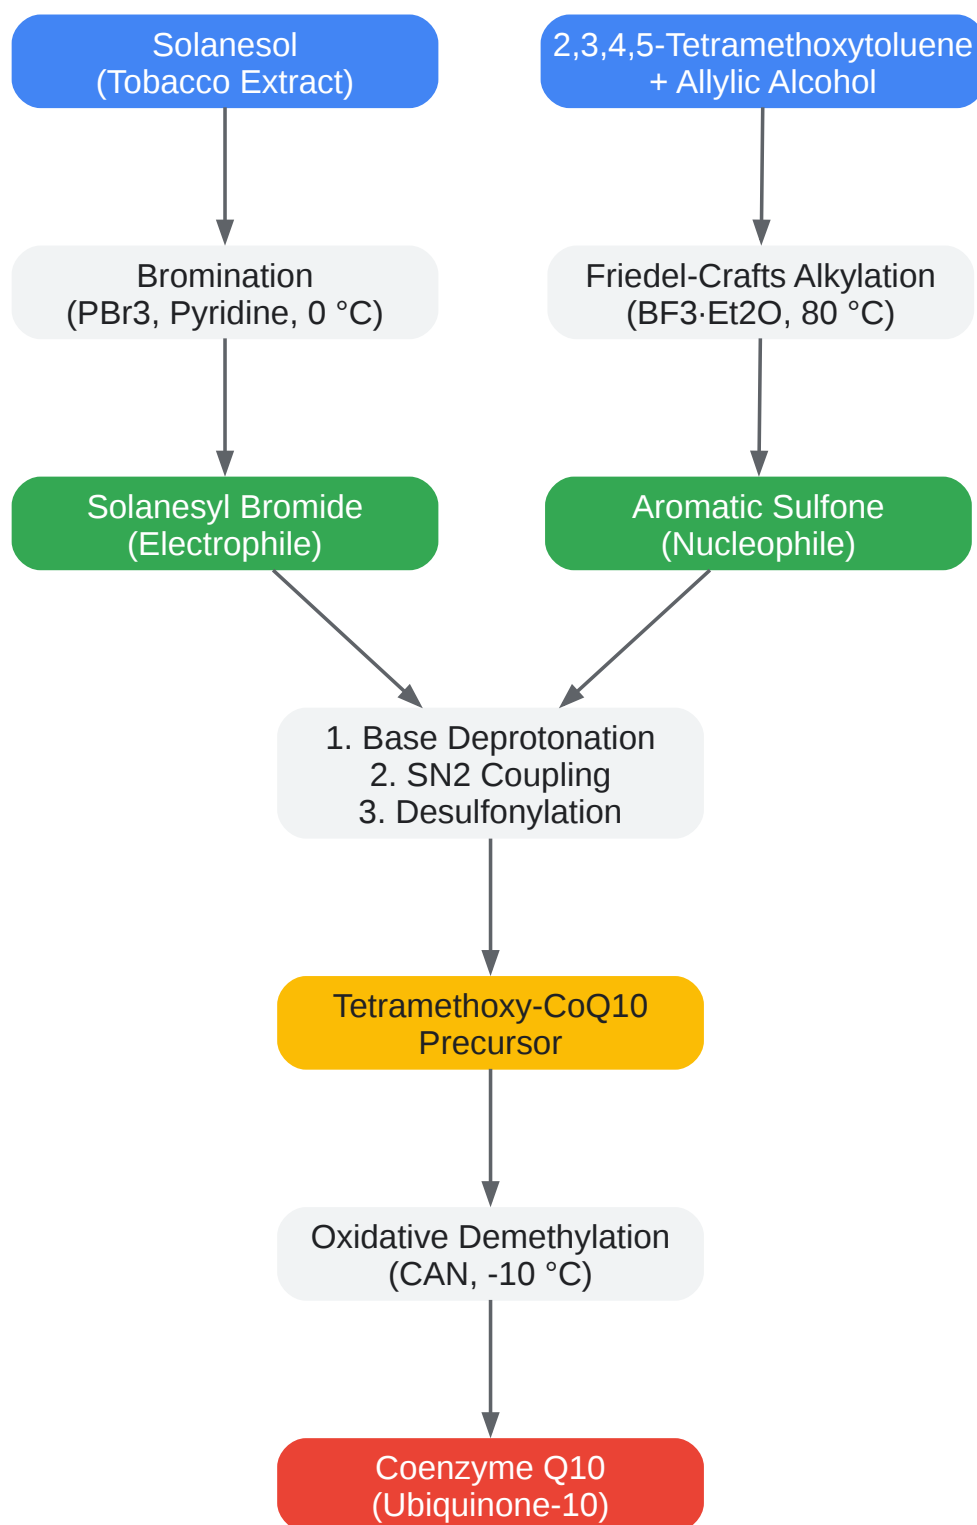 Solanesol
(Tobacco Extract)
2,3,4,5-Tetramethoxytoluene
+ Allylic Alcohol
Bromination
(PBr3, Pyridine, 0 °C)
Friedel-Crafts Alkylation
(BF3·Et2O, 80 °C)
Solanesyl Bromide
(Electrophile)
Aromatic Sulfone
(Nucleophile)
1. Base Deprotonation
2. SN2 Coupling
3. Desulfonylation
Tetramethoxy-CoQ10
Precursor
Oxidative Demethylation
(CAN, -10 °C)
Coenzyme Q10
(Ubiquinone-10)